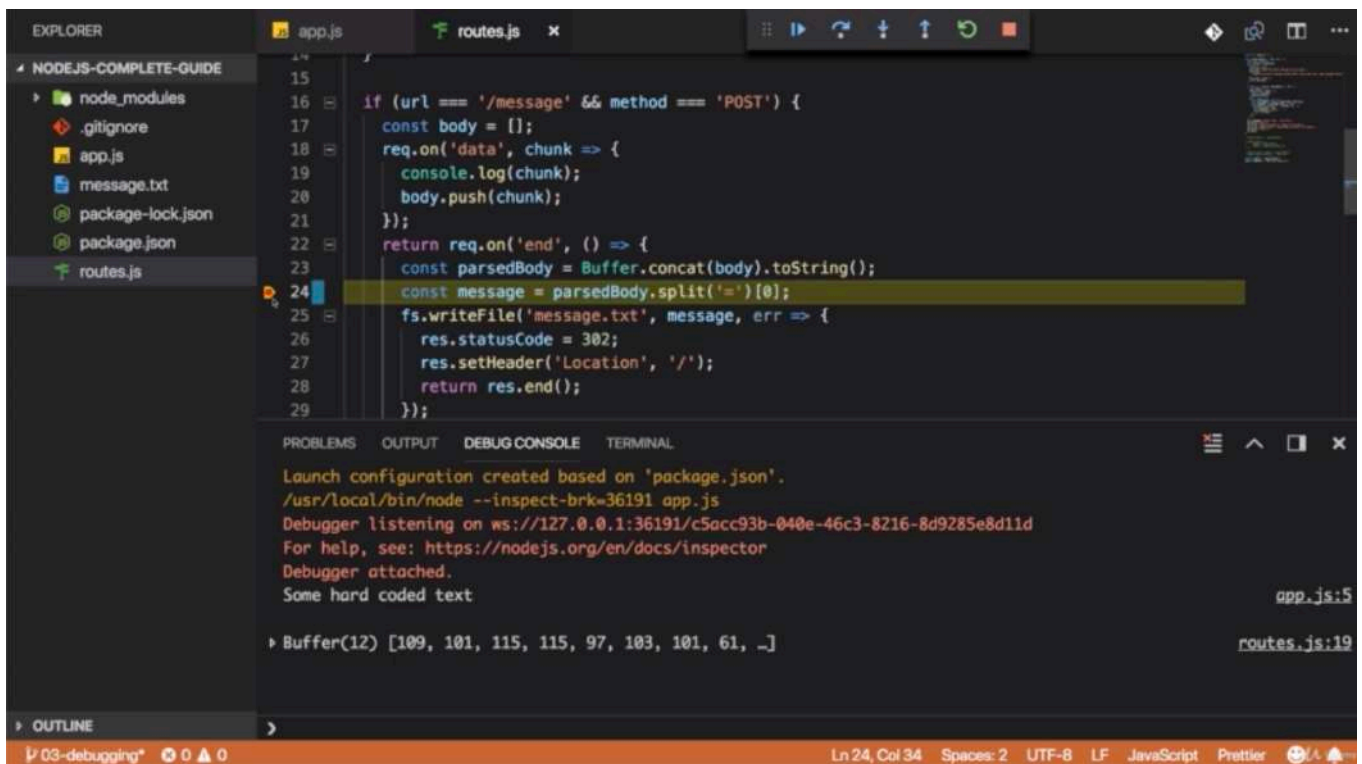 EXPLORER
NODEJS-COMPLETE-GUIDE
node_modules
.gitignore
app.js
message.txt
package-lock.json
package.json
routes.js
OUTLINE
app.js
routes.js
14 }
15
16 if (url === '/message' && method === 'POST') {
17 const body = [];
18 req.on('data', chunk => {
19 console.log(chunk);
20 body.push(chunk);
21 });
22 return req.on('end', () => {
23 const parsedBody = Buffer.concat(body).toString();
24 const message = parsedBody.split('=')[0];
25 fs.writeFile('message.txt', message, err => {
26 res.statusCode = 302;
27 res.setHeader('Location', '/');
28 return res.end();
29 });
PROBLEMS OUTPUT DEBUG CONSOLE TERMINAL
Launch configuration created based on 'package.json'.
/usr/local/bin/node --inspect-brk=36191 app.js
Debugger listening on ws://127.0.0.1:36191/c5acc93b-040e-46c3-8216-8d9285e8d11d
For help, see: https://nodejs.org/en/docs/inspector
Debugger attached.
Some hard coded text app.js:5
Buffer(12) [109, 101, 115, 115, 97, 103, 101, 61, …] routes.js:19
03-debugging* 0 0 Ln 24, Col 34 Spaces: 2 UTF-8 LF JavaScript Prettier